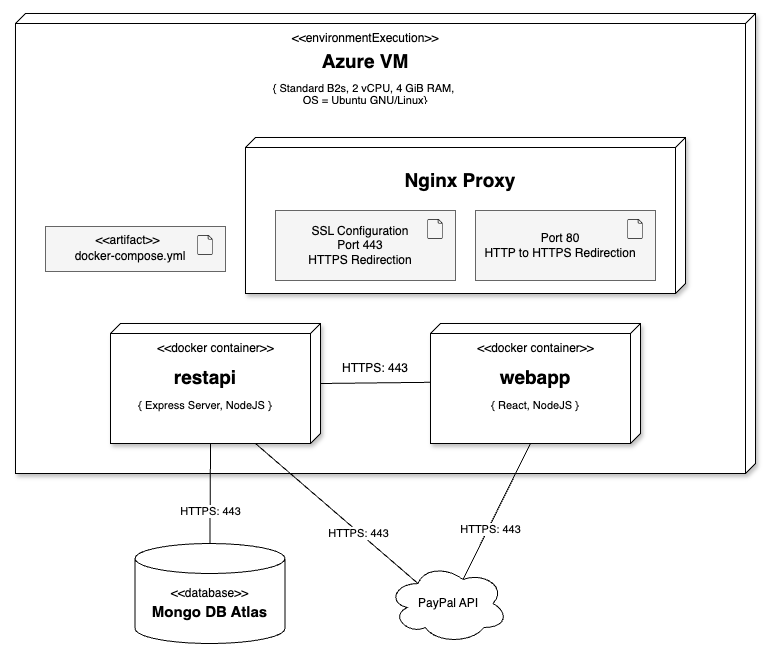 <<environmentExecution>>
Azure VM
{ Standard B2s, 2 vCPU, 4 GiB RAM,
OS = Ubuntu GNU/Linux}
Nginx Proxy
SSL Configuration
Port 443
HTTPS Redirection
Port 80
HTTP to HTTPS Redirection
<<artifact>>
docker-compose.yml
<<docker container>>
restapi
{ Express Server, NodeJS }
HTTPS: 443
<<docker container>>
webapp
{ React, NodeJS }
HTTPS: 443
HTTPS: 443
HTTPS: 443
<<database>>
Mongo DB Atlas
PayPal API